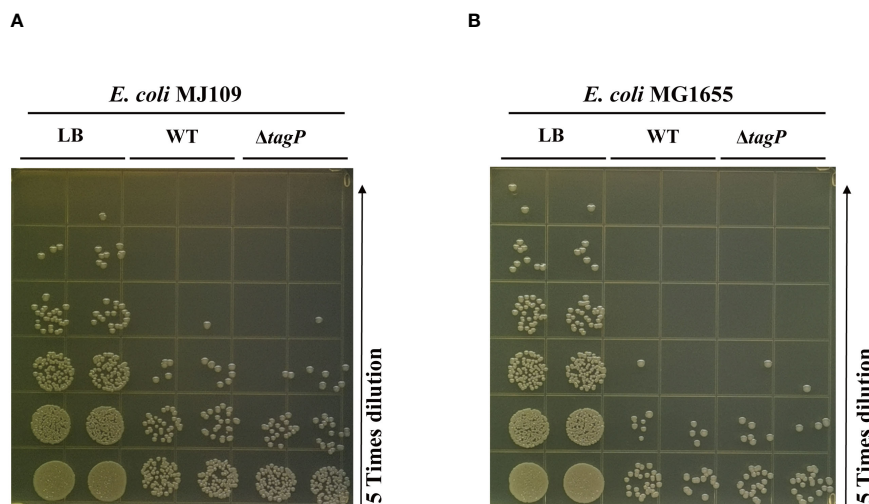 A
B
E. coli MJ109
LB WT ΔtagP
5 Times dilution
E. coli MG1655
LB WT ΔtagP
5 Times dilution